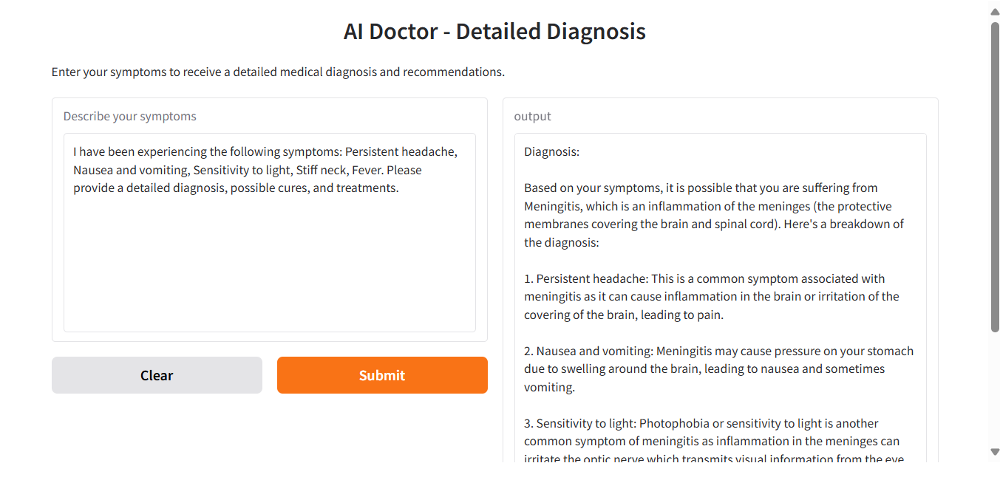 AI Doctor - Detailed Diagnosis
Enter your symptoms to receive a detailed medical diagnosis and recommendations.
Describe your symptoms
I have been experiencing the following symptoms: Persistent headache,
Nausea and vomiting, Sensitivity to light, Stiff neck, Fever. Please
provide a detailed diagnosis, possible cures, and treatments.
Clear
Submit
output
Diagnosis:
Based on your symptoms, it is possible that you are suffering from
Meningitis, which is an inflammation of the meninges (the protective
membranes covering the brain and spinal cord). Here's a breakdown of
the diagnosis:
1. Persistent headache: This is a common symptom associated with
meningitis as it can cause inflammation in the brain or irritation of the
covering of the brain, leading to pain.
2. Nausea and vomiting: Meningitis may cause pressure on your stomach
due to swelling around the brain, leading to nausea and sometimes
vomiting.
3. Sensitivity to light: Photophobia or sensitivity to light is another
common symptom of meningitis as inflammation in the meninges can
irritate the optic nerve which transmits visual information from the eye